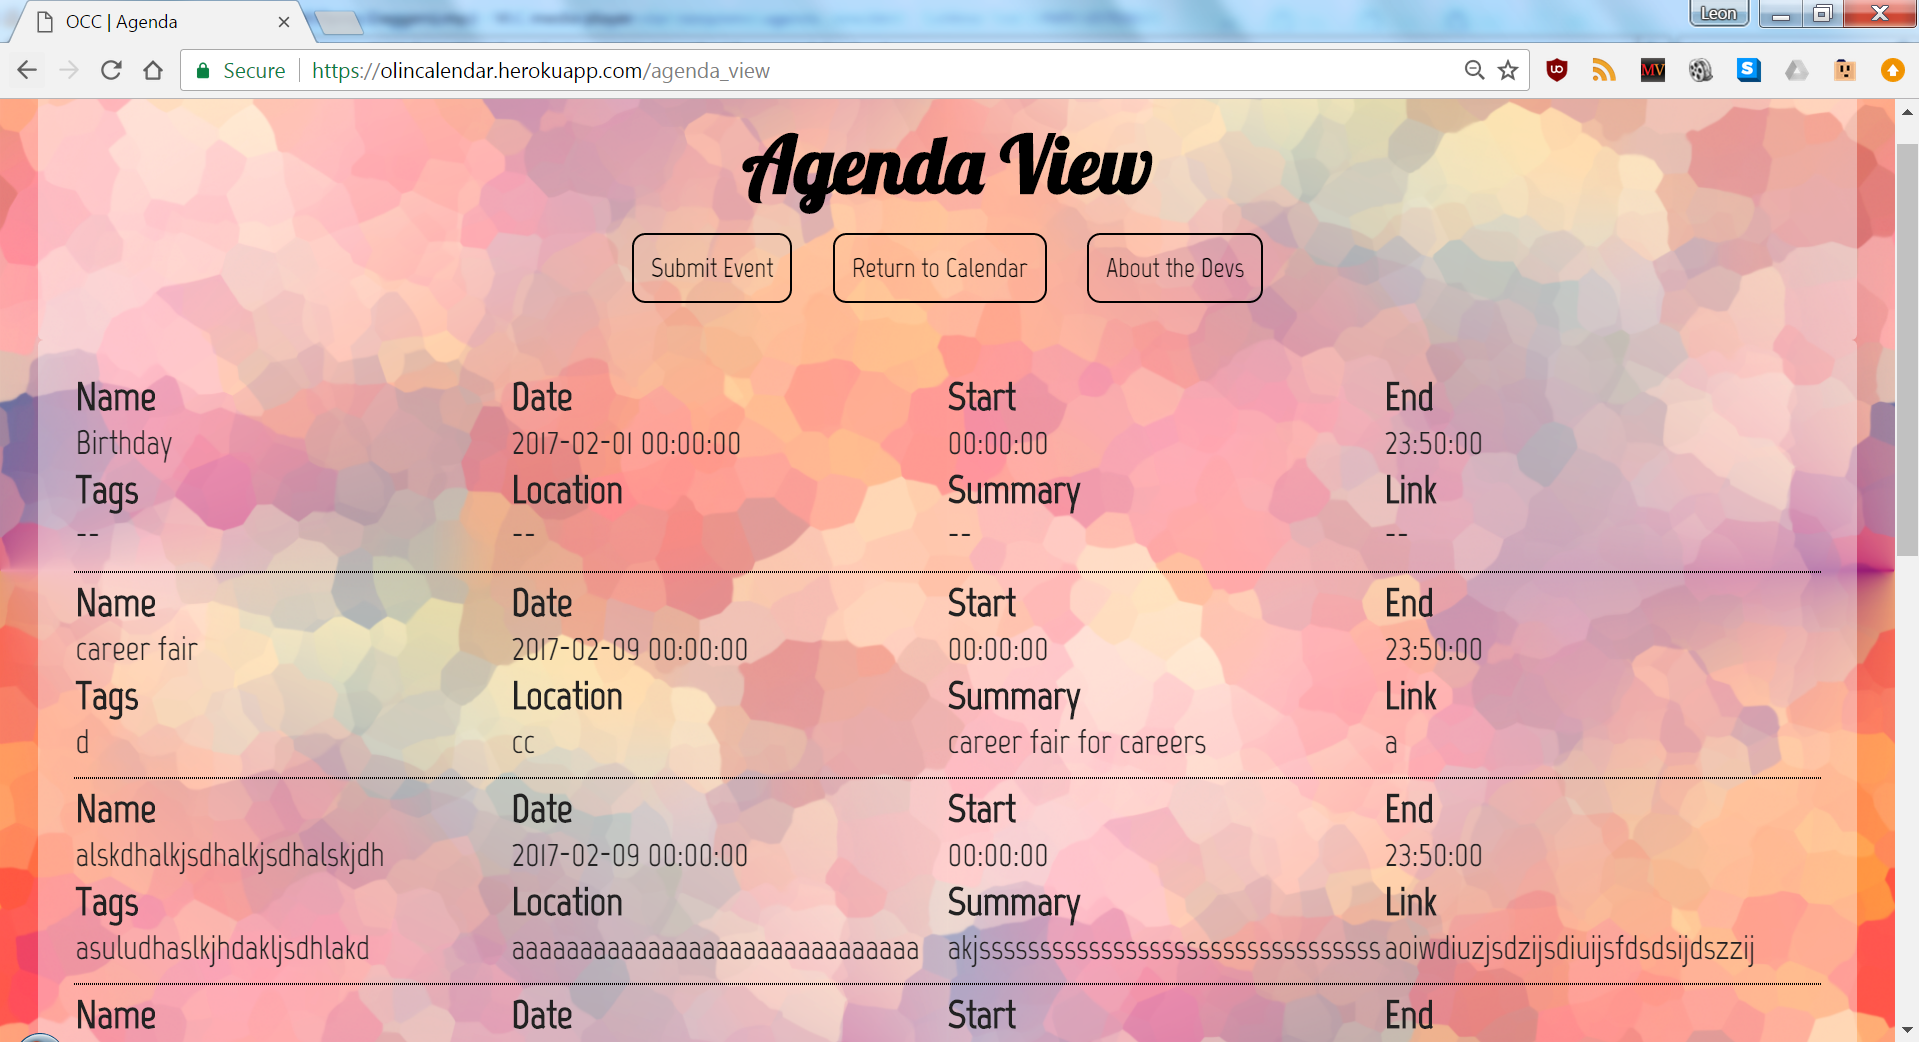 OCC | Agenda
Leon
Secure https://olincalendar.herokuapp.com/agenda_view
MV
S
Agenda View
Submit Event Return to Calendar About the Devs
Name Date Start End
Birthday 2017-02-01 00:00:00 00:00:00 23:50:00
Tags Location Summary Link
-- -- -- --
Name Date Start End
career fair 2017-02-09 00:00:00 00:00:00 23:50:00
Tags Location Summary Link
d cc career fair for careers a
Name Date Start End
alskdhalkjsdhalkjsdhalskjdh 2017-02-09 00:00:00 00:00:00 23:50:00
Tags Location Summary Link
asuludhaslkjhdakljsdhlakd
Name Date Start End